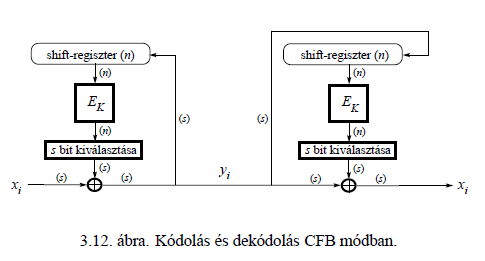 shift-regiszter (n)
shift-regiszter (n)
(n)
(n)
E_K
E_K
(s)
(s)
(n)
(n)
s bit kiválasztása
s bit kiválasztása
(s)
(s)
x_i
(s)
(s)
y_i
(s)
(s)
x_i
3.12. ábra. Kódolás és dekódolás CFB módban.